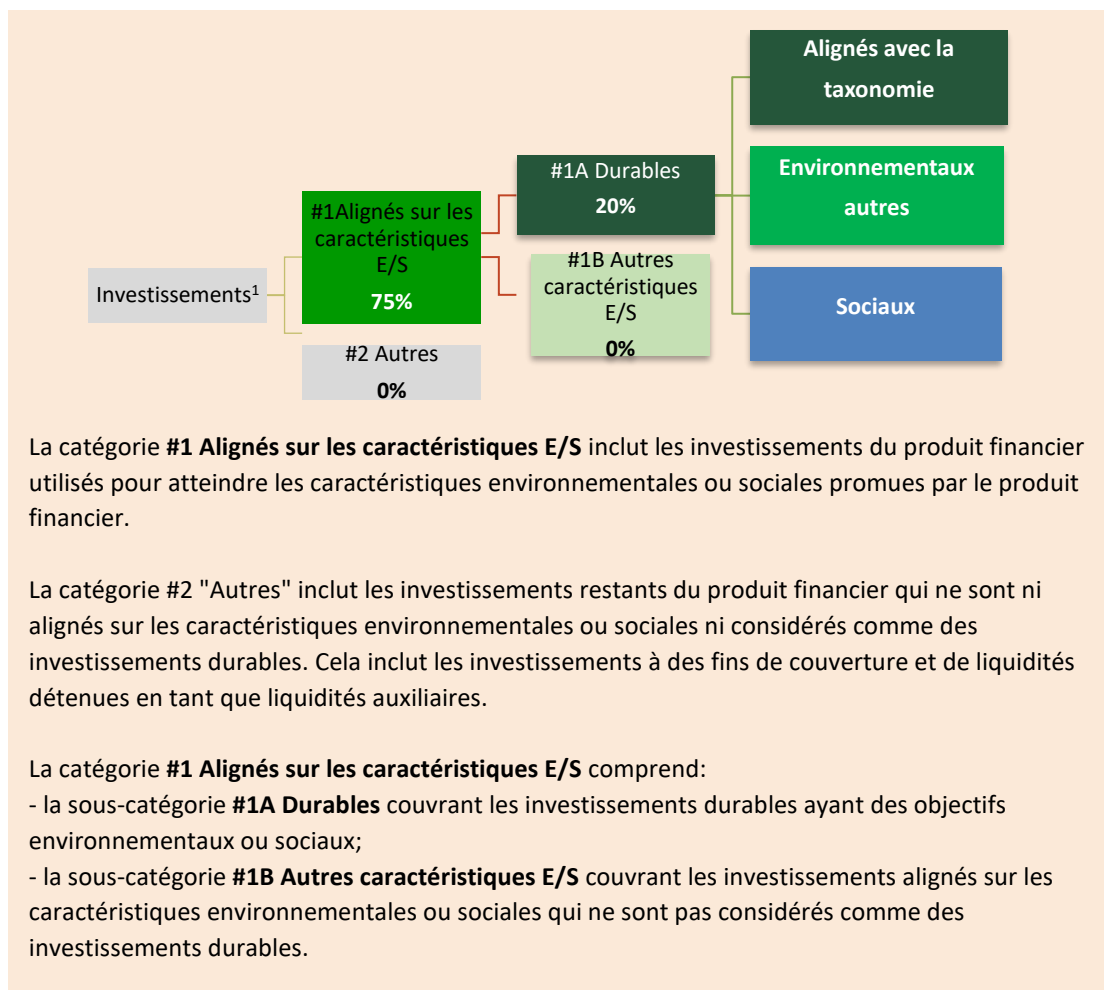 Alignés avec la
taxonomie
#1A Durables
20%
Environnementaux
autres
#1Alignés sur les
caractéristiques
E/S
75%
#1B Autres
caractéristiques
E/S
0%
Investissements¹
Sociaux
#2 Autres
0%
La catégorie #1 Alignés sur les caractéristiques E/S inclut les investissements du produit financier
utilisés pour atteindre les caractéristiques environnementales ou sociales promues par le produit
financier.
La catégorie #2 "Autres" inclut les investissements restants du produit financier qui ne sont ni
alignés sur les caractéristiques environnementales ou sociales ni considérés comme des
investissements durables. Cela inclut les investissements à des fins de couverture et de liquidités
détenues en tant que liquidités auxiliaires.
La catégorie #1 Alignés sur les caractéristiques E/S comprend:
- la sous-catégorie #1A Durables couvrant les investissements durables ayant des objectifs
environnementaux ou sociaux;
- la sous-catégorie #1B Autres caractéristiques E/S couvrant les investissements alignés sur les
caractéristiques environnementales ou sociales qui ne sont pas considérés comme des
investissements durables.